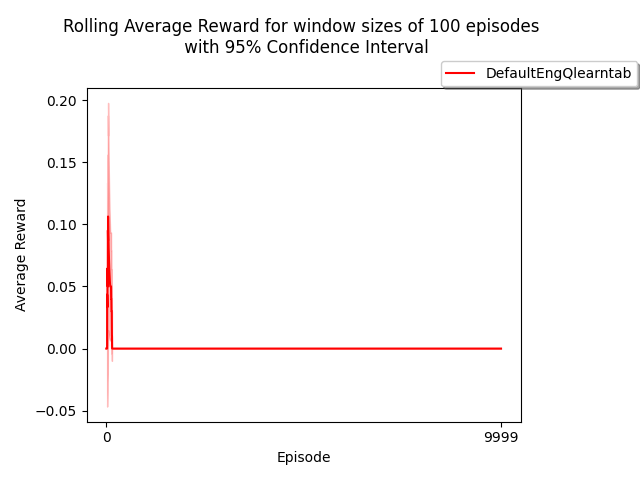 Rolling Average Reward for window sizes of 100 episodes
with 95% Confidence Interval
DefaultEngQlearntab
0.20
0.15
0.10
0.05
0.00
−0.05
Average Reward
0
9999
Episode